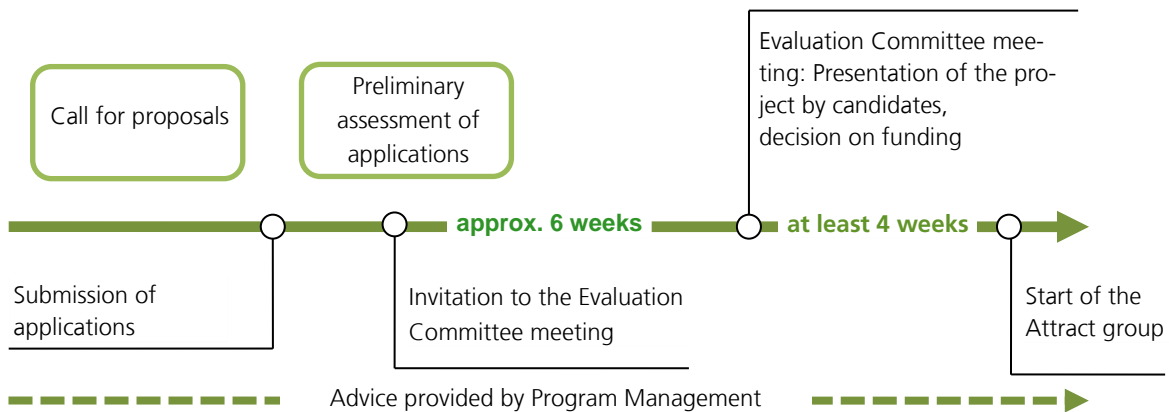 Call for proposals
Preliminary
assessment of
applications
Evaluation Committee mee-
ting: Presentation of the pro-
ject by candidates,
decision on funding
approx. 6 weeks
at least 4 weeks
Submission of
applications
Invitation to the Evaluation
Committee meeting
Start of the
Attract group
Advice provided by Program Management